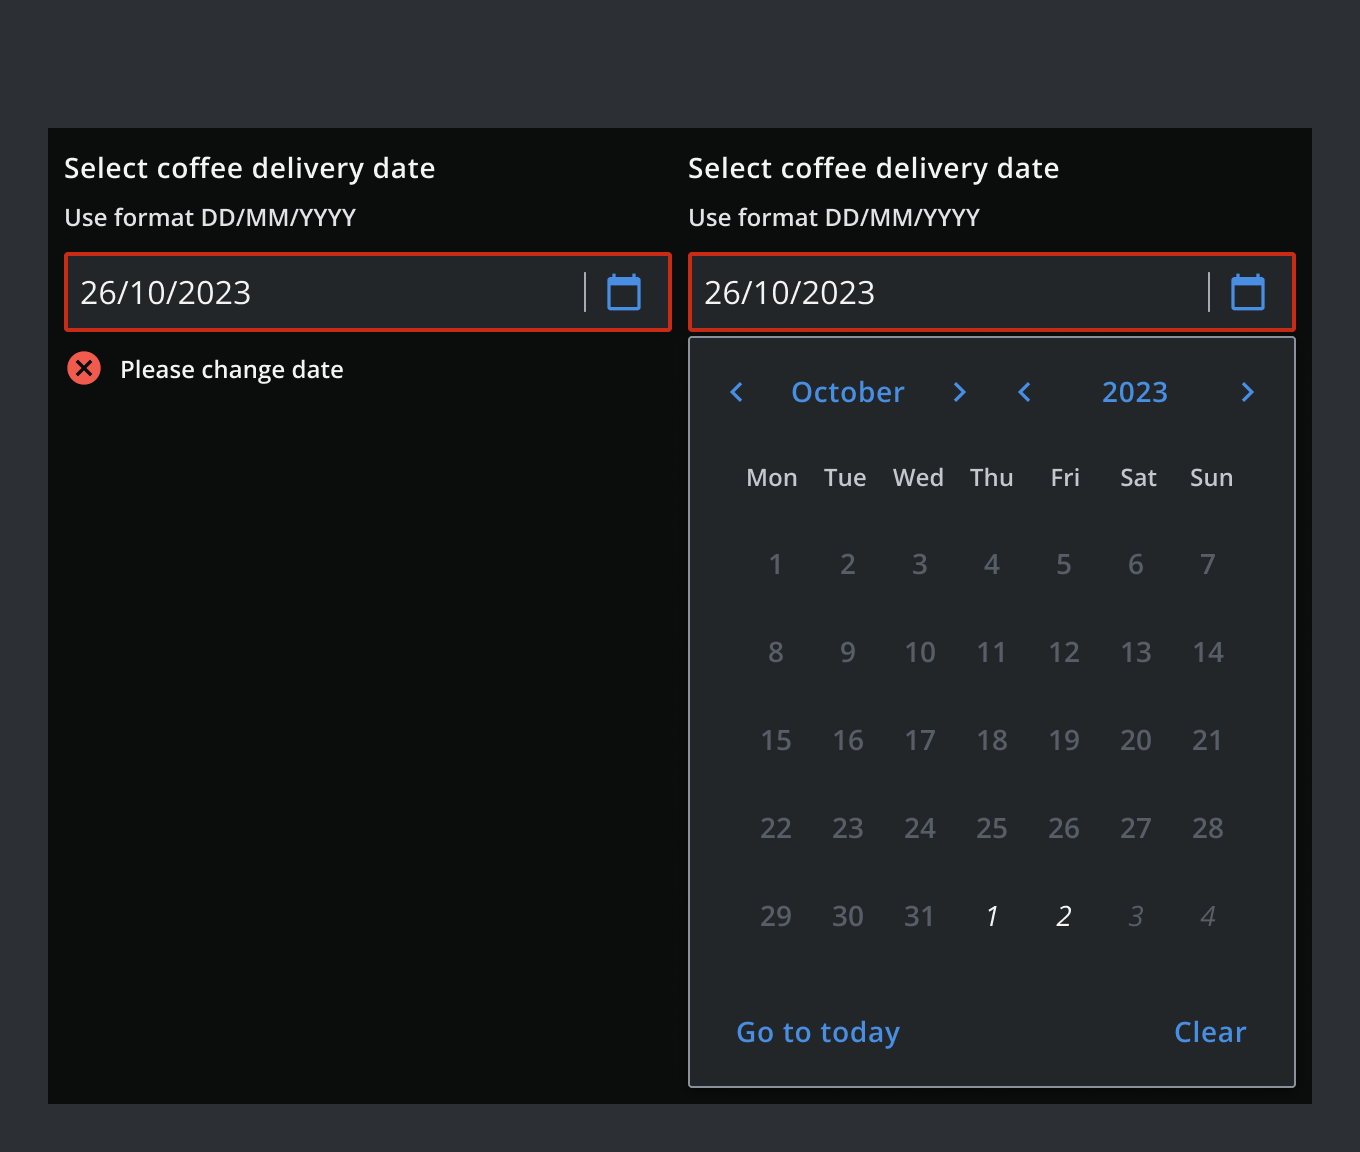 Select coffee delivery date
Use format DD/MM/YYYY
26/10/2023
Please change date
Select coffee delivery date
Use format DD/MM/YYYY
26/10/2023
October 2023
Mon Tue Wed Thu Fri Sat Sun
1 2 3 4 5 6 7
8 9 10 11 12 13 14
15 16 17 18 19 20 21
22 23 24 25 26 27 28
29 30 31 1 2 3 4
Go to today Clear